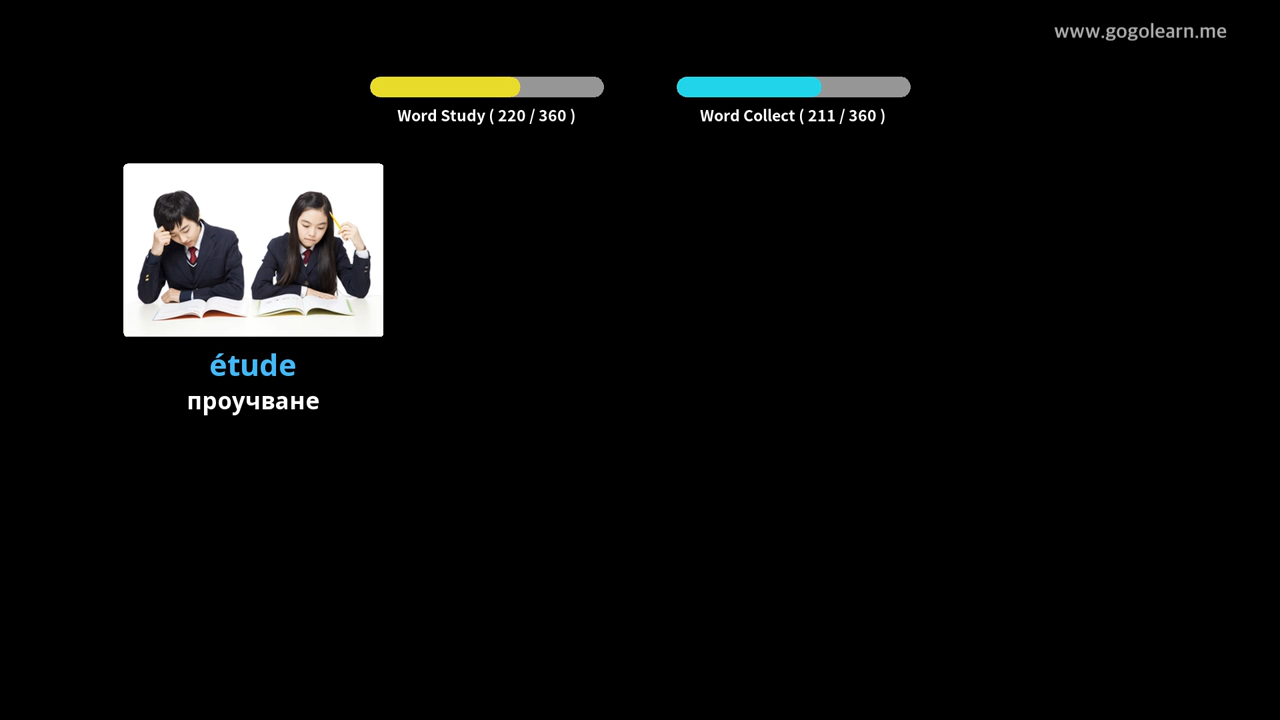 www.gogolearn.me
Word Study ( 220 / 360 )
Word Collect ( 211 / 360 )
étude
проучване